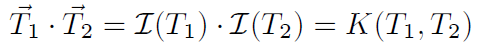 $\vec{T}_1 \cdot \vec{T}_2 = \mathcal{I}(T_1) \cdot \mathcal{I}(T_2) = K(T_1, T_2)$